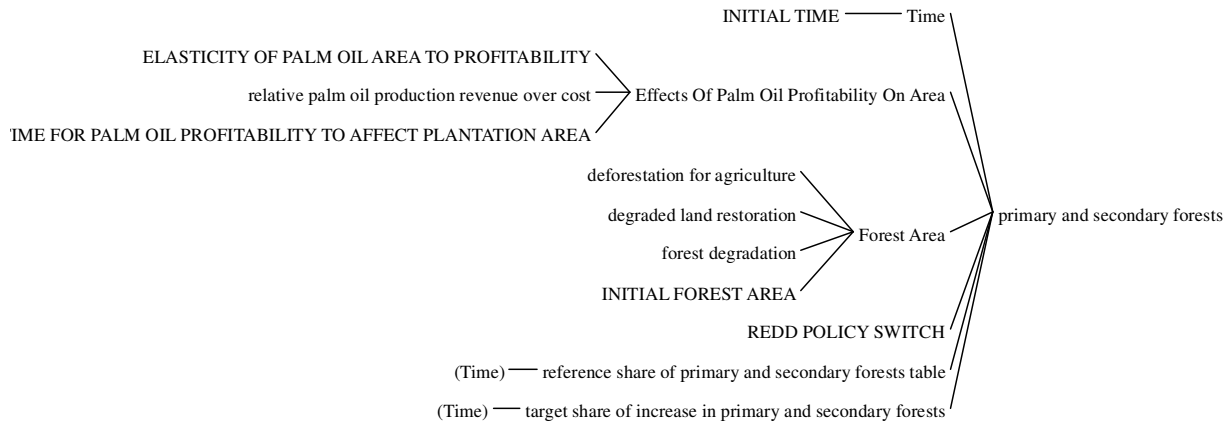 INITIAL TIME Time
ELASTICITY OF PALM OIL AREA TO PROFITABILITY
relative palm oil production revenue over cost Effects Of Palm Oil Profitability On Area
IME FOR PALM OIL PROFITABILITY TO AFFECT PLANTATION AREA
deforestation for agriculture
degraded land restoration primary and secondary forests
Forest Area
forest degradation
INITIAL FOREST AREA
REDD POLICY SWITCH
(Time) reference share of primary and secondary forests table
(Time) target share of increase in primary and secondary forests